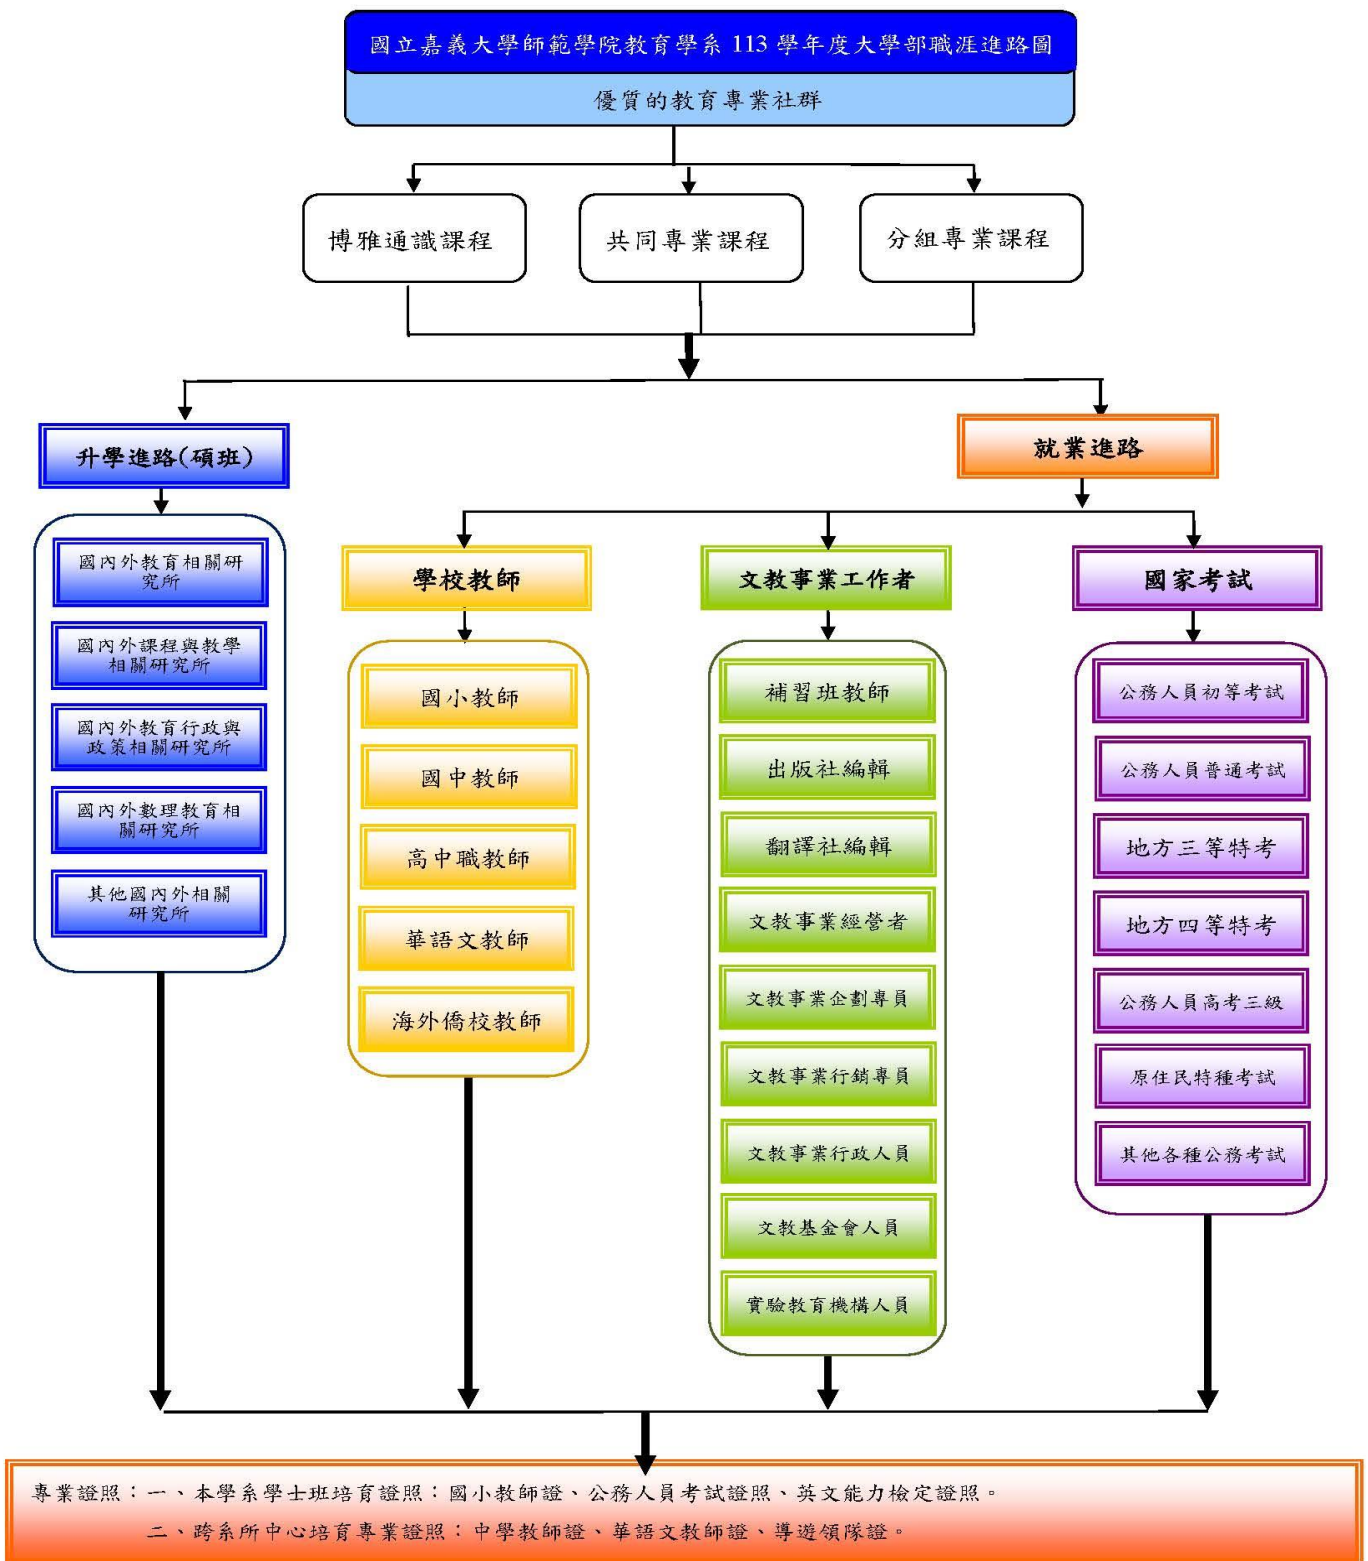 國立嘉義大學師範學院教育學系 113 學年度大學部職涯進路圖
優質的教育專業社群
博雅通識課程
共同專業課程
分組專業課程
升學進路(碩班)
就業進路
國內外教育相關研
究所
國內外課程與教學
相關研究所
國內外教育行政與
政策相關研究所
國內外數理教育相
關研究所
其他國內外相關
研究所
學校教師
國小教師
國中教師
高中職教師
華語文教師
海外僑校教師
文教事業工作者
補習班教師
出版社編輯
翻譯社編輯
文教事業經營者
文教事業企劃專員
文教事業行銷專員
文教事業行政人員
文教基金會人員
實驗教育機構人員
國家考試
公務人員初等考試
公務人員普通考試
地方三等特考
地方四等特考
公務人員高考三級
原住民特種考試
其他各種公務考試
專業證照：一、本學系學士班培育證照：國小教師證、公務人員考試證照、英文能力檢定證照。
二、跨系所中心培育專業證照：中學教師證、華語文教師證、導遊領隊證。